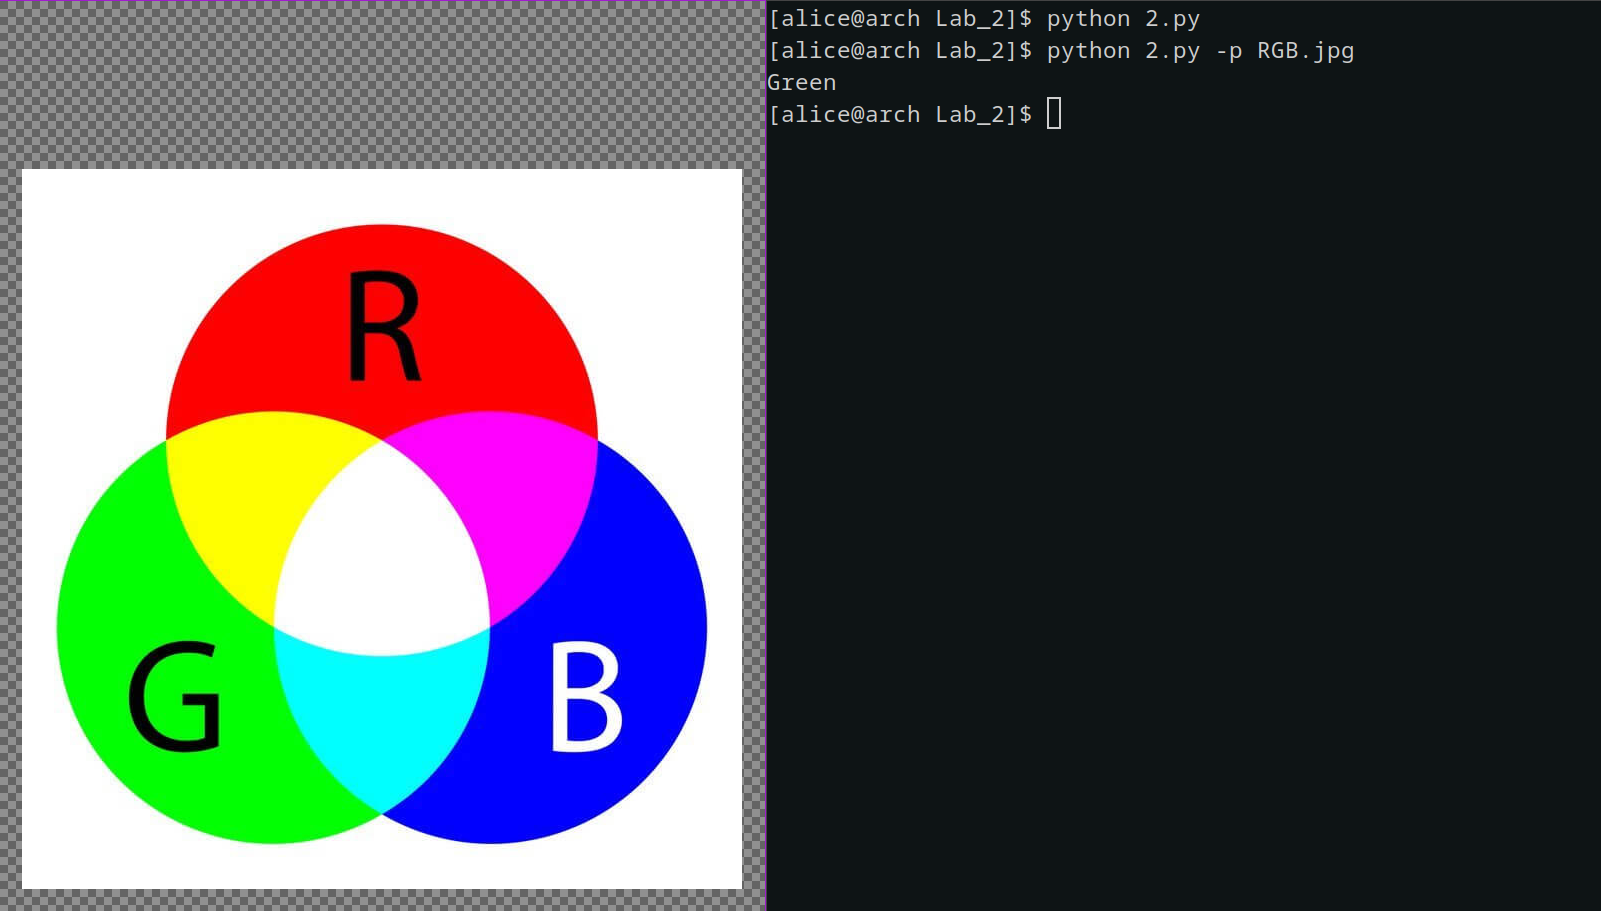 R
G B
[alice@arch Lab_2]$ python 2.py
[alice@arch Lab_2]$ python 2.py -p RGB.jpg
Green
[alice@arch Lab_2]$